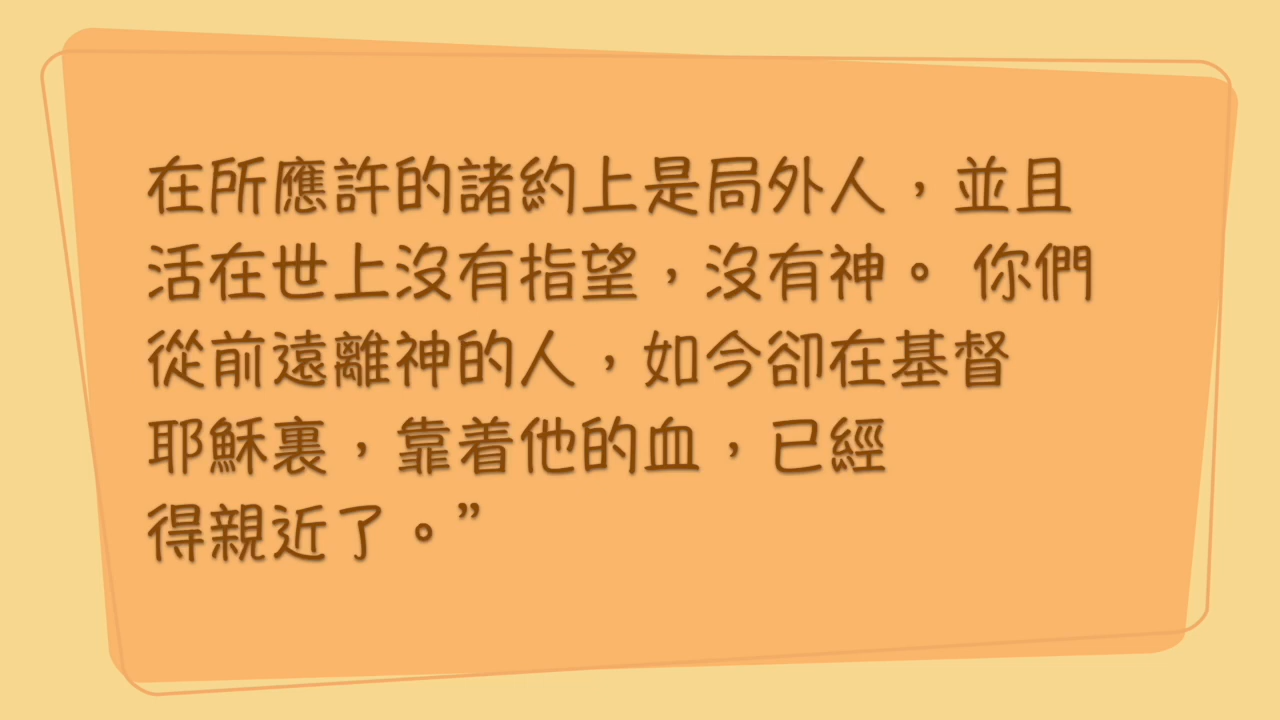 在所應許的諸約上是局外人，並且
活在世上沒有指望，沒有神。 你們
從前遠離神的人，如今卻在基督
耶穌裏，靠着他的血，已經
得親近了。”